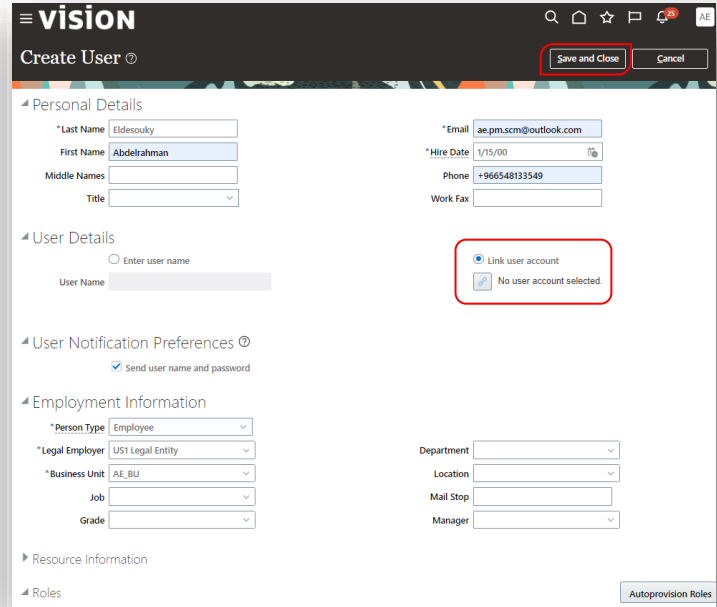 vision
25
AE
Create User
Save and Close
Cancel
Personal Details
*Last Name Eldesouky
*Email ae.pm.scm@outlook.com
First Name Abdelrahman
*Hire Date 1/15/00
Middle Names
Phone +966548133549
Title
Work Fax
User Details
Enter user name
Link user account
User Name
No user account selected.
User Notification Preferences
Send user name and password
Employment Information
*Person Type Employee
*Legal Employer US1 Legal Entity
Department
*Business Unit AE_BU
Location
Job
Mail Stop
Grade
Manager
Resource Information
Roles
Autoprovision Roles